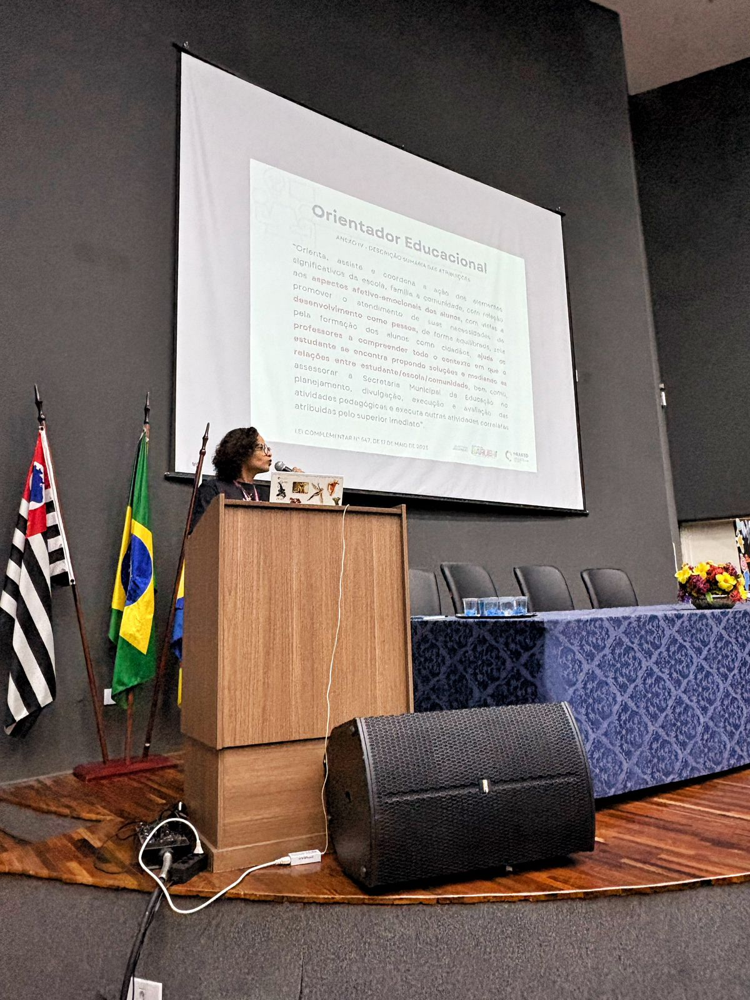 Orientador Educacional
ANEXO IV - DESCRIÇÃO SUMÁRIA DAS ATRIBUIÇÕES
"Orienta, assiste e coordena a ação dos elementos
significativos da escola, família e comunidade, com relação
aos aspectos afetivo-emocionais dos alunos, com vistas a
promover o atendimento de suas necessidades de
desenvolvimento como pessoa, de forma equilibrada, zela
pela formação dos alunos como cidadãos, ajuda os
professores a compreender todo o contexto em que o
estudante se encontra propondo soluções e mediando as
relações entre estudante/escola/comunidade, bem como,
assessorar a Secretaria Municipal de Educação no
planejamento, divulgação, execução e avaliação das
atividades pedagógicas e executa outras atividades correlatas
atribuídas pelo superior imediato".
LEI COMPLEMENTAR Nº 547, DE 17 DE MAIO DE 2023